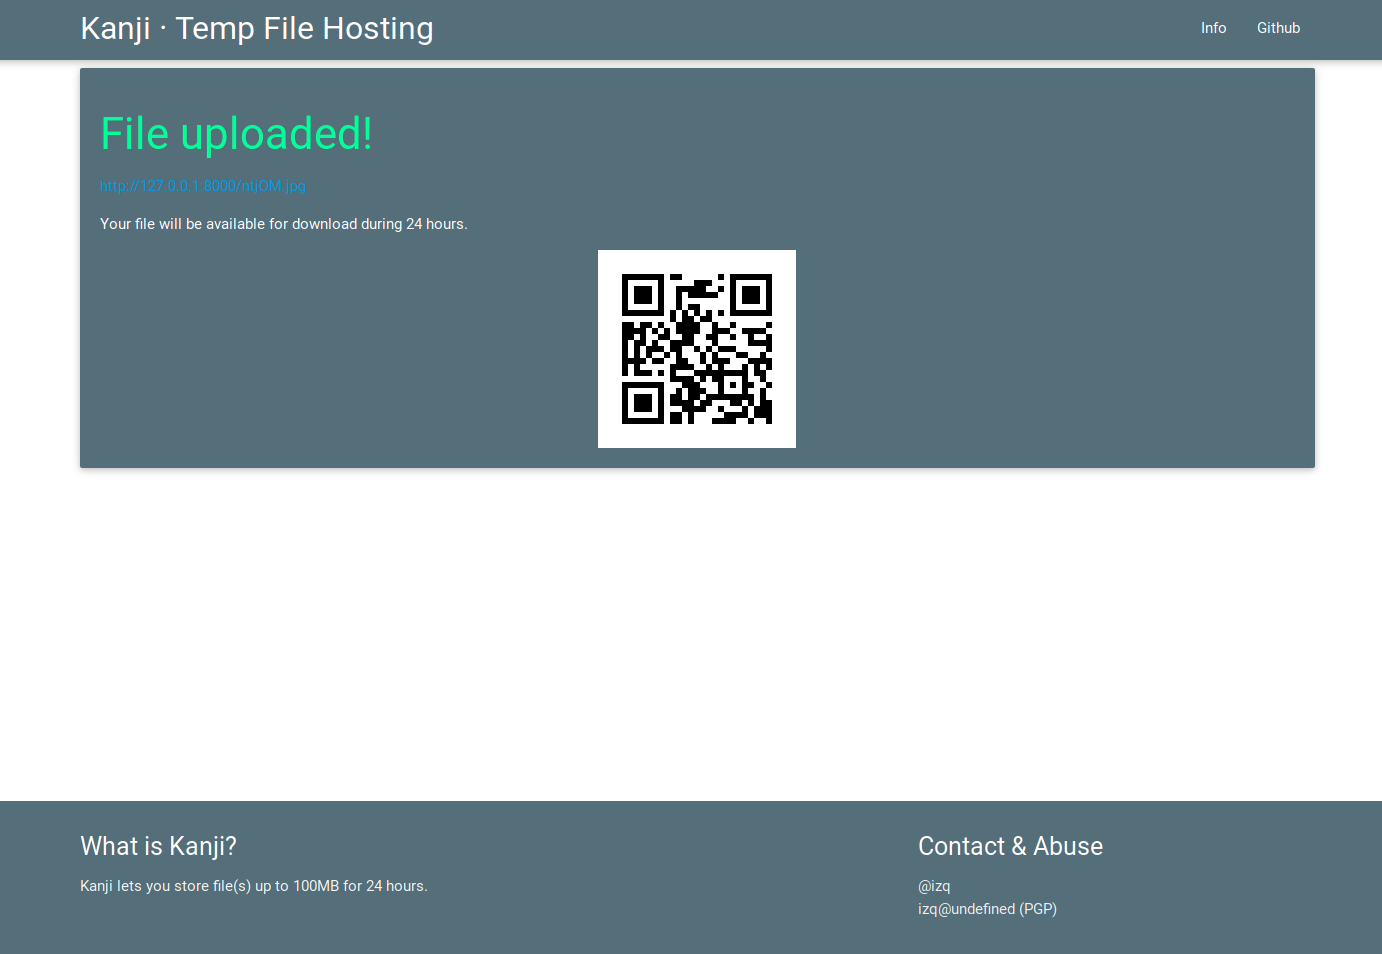 Kanji · Temp File Hosting
Info
Github
File uploaded!
http://127.0.0.1:8000/ntjOM.jpg
Your file will be available for download during 24 hours.
What is Kanji?
Kanji lets you store file(s) up to 100MB for 24 hours.
Contact & Abuse
@izq
izq@undefined (PGP)